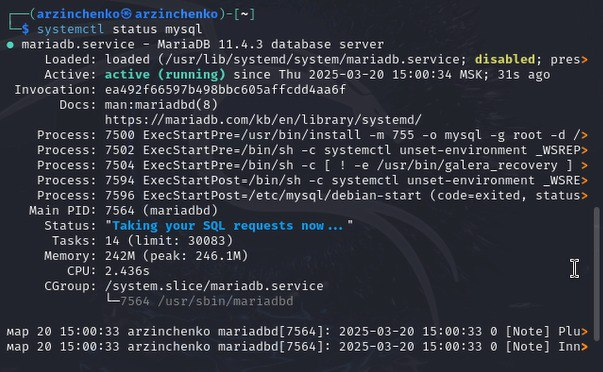 ┌──(arzinchenko㉿arzinchenko)-[~]
└─$ systemctl status mysql
● mariadb.service - MariaDB 11.4.3 database server
Loaded: loaded (/usr/lib/systemd/system/mariadb.service; disabled; pres>
Active: active (running) since Thu 2025-03-20 15:00:34 MSK; 31s ago
Invocation: ea492f66597b498bbc605affcdd4aa6f
Docs: man:mariadbd(8)
https://mariadb.com/kb/en/library/systemd/
Process: 7500 ExecStartPre=/usr/bin/install -m 755 -o mysql -g root -d />
Process: 7502 ExecStartPre=/bin/sh -c systemctl unset-environment _WSREP>
Process: 7504 ExecStartPre=/bin/sh -c [ ! -e /usr/bin/galera_recovery ] >
Process: 7594 ExecStartPost=/bin/sh -c systemctl unset-environment _WSRE>
Process: 7596 ExecStartPost=/etc/mysql/debian-start (code=exited, status>
Main PID: 7564 (mariadbd)
Status: "Taking your SQL requests now..."
Tasks: 14 (limit: 30083)
Memory: 242M (peak: 246.1M)
CPU: 2.436s
CGroup: /system.slice/mariadb.service
└─7564 /usr/sbin/mariadbd
мар 20 15:00:33 arzinchenko mariadbd[7564]: 2025-03-20 15:00:33 0 [Note] Plu>
мар 20 15:00:33 arzinchenko mariadbd[7564]: 2025-03-20 15:00:33 0 [Note] Inn>